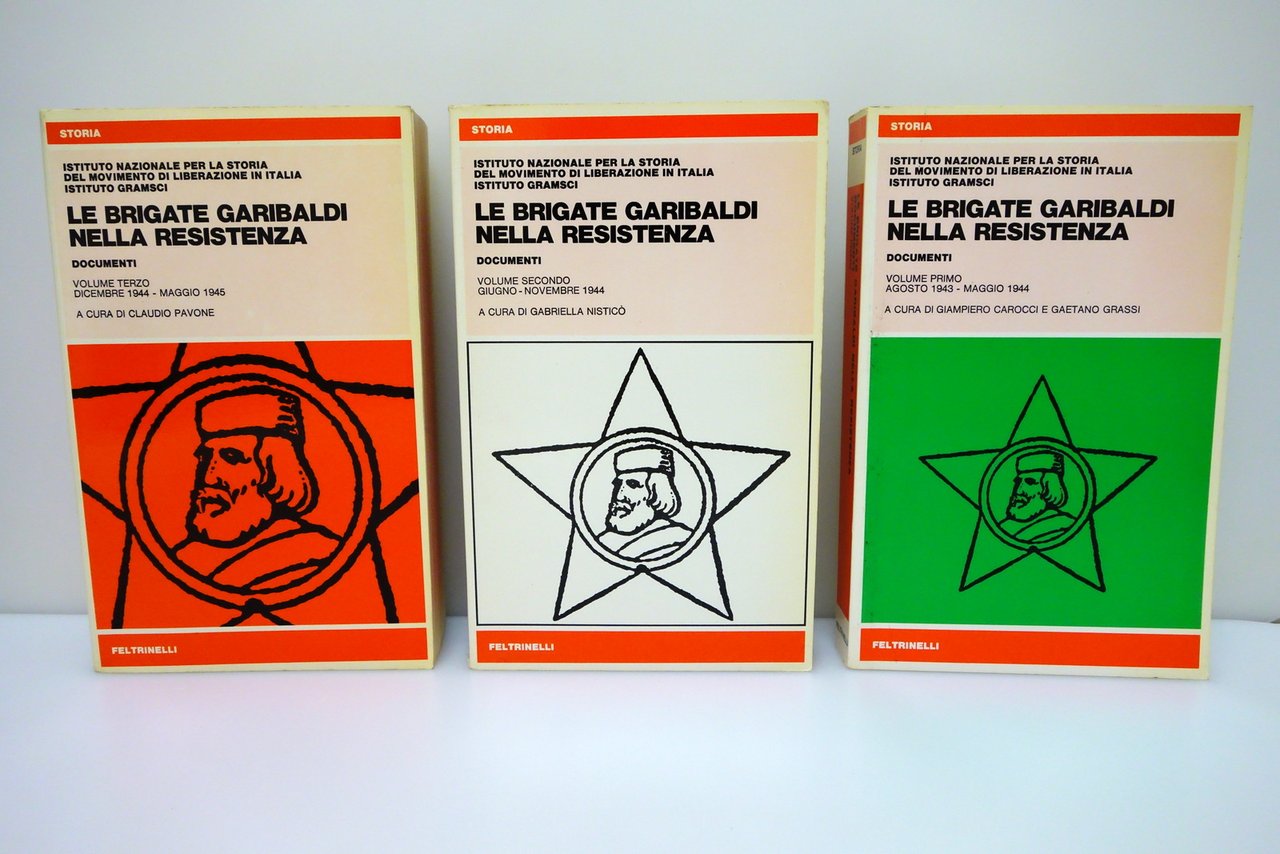 STORIA
ISTITUTO NAZIONALE PER LA STORIA
DEL MOVIMENTO DI LIBERAZIONE IN ITALIA
ISTITUTO GRAMSCI
LE BRIGATE GARIBALDI
NELLA RESISTENZA
DOCUMENTI
VOLUME TERZO
DICEMBRE 1944 - MAGGIO 1945
A CURA DI CLAUDIO PAVONE
FELTRINELLI
STORIA
ISTITUTO NAZIONALE PER LA STORIA
DEL MOVIMENTO DI LIBERAZIONE IN ITALIA
ISTITUTO GRAMSCI
LE BRIGATE GARIBALDI
NELLA RESISTENZA
DOCUMENTI
VOLUME SECONDO
GIUGNO - NOVEMBRE 1944
A CURA DI GABRIELLA NISTICÒ
FELTRINELLI
STORIA
STORIA
ISTITUTO NAZIONALE PER LA STORIA
DEL MOVIMENTO DI LIBERAZIONE IN ITALIA
ISTITUTO GRAMSCI
LE BRIGATE GARIBALDI
NELLA RESISTENZA
DOCUMENTI
VOLUME PRIMO
AGOSTO 1943 - MAGGIO 1944
A CURA DI GIAMPIERO CAROCCI E GAETANO GRASSI
FELTRINELLI